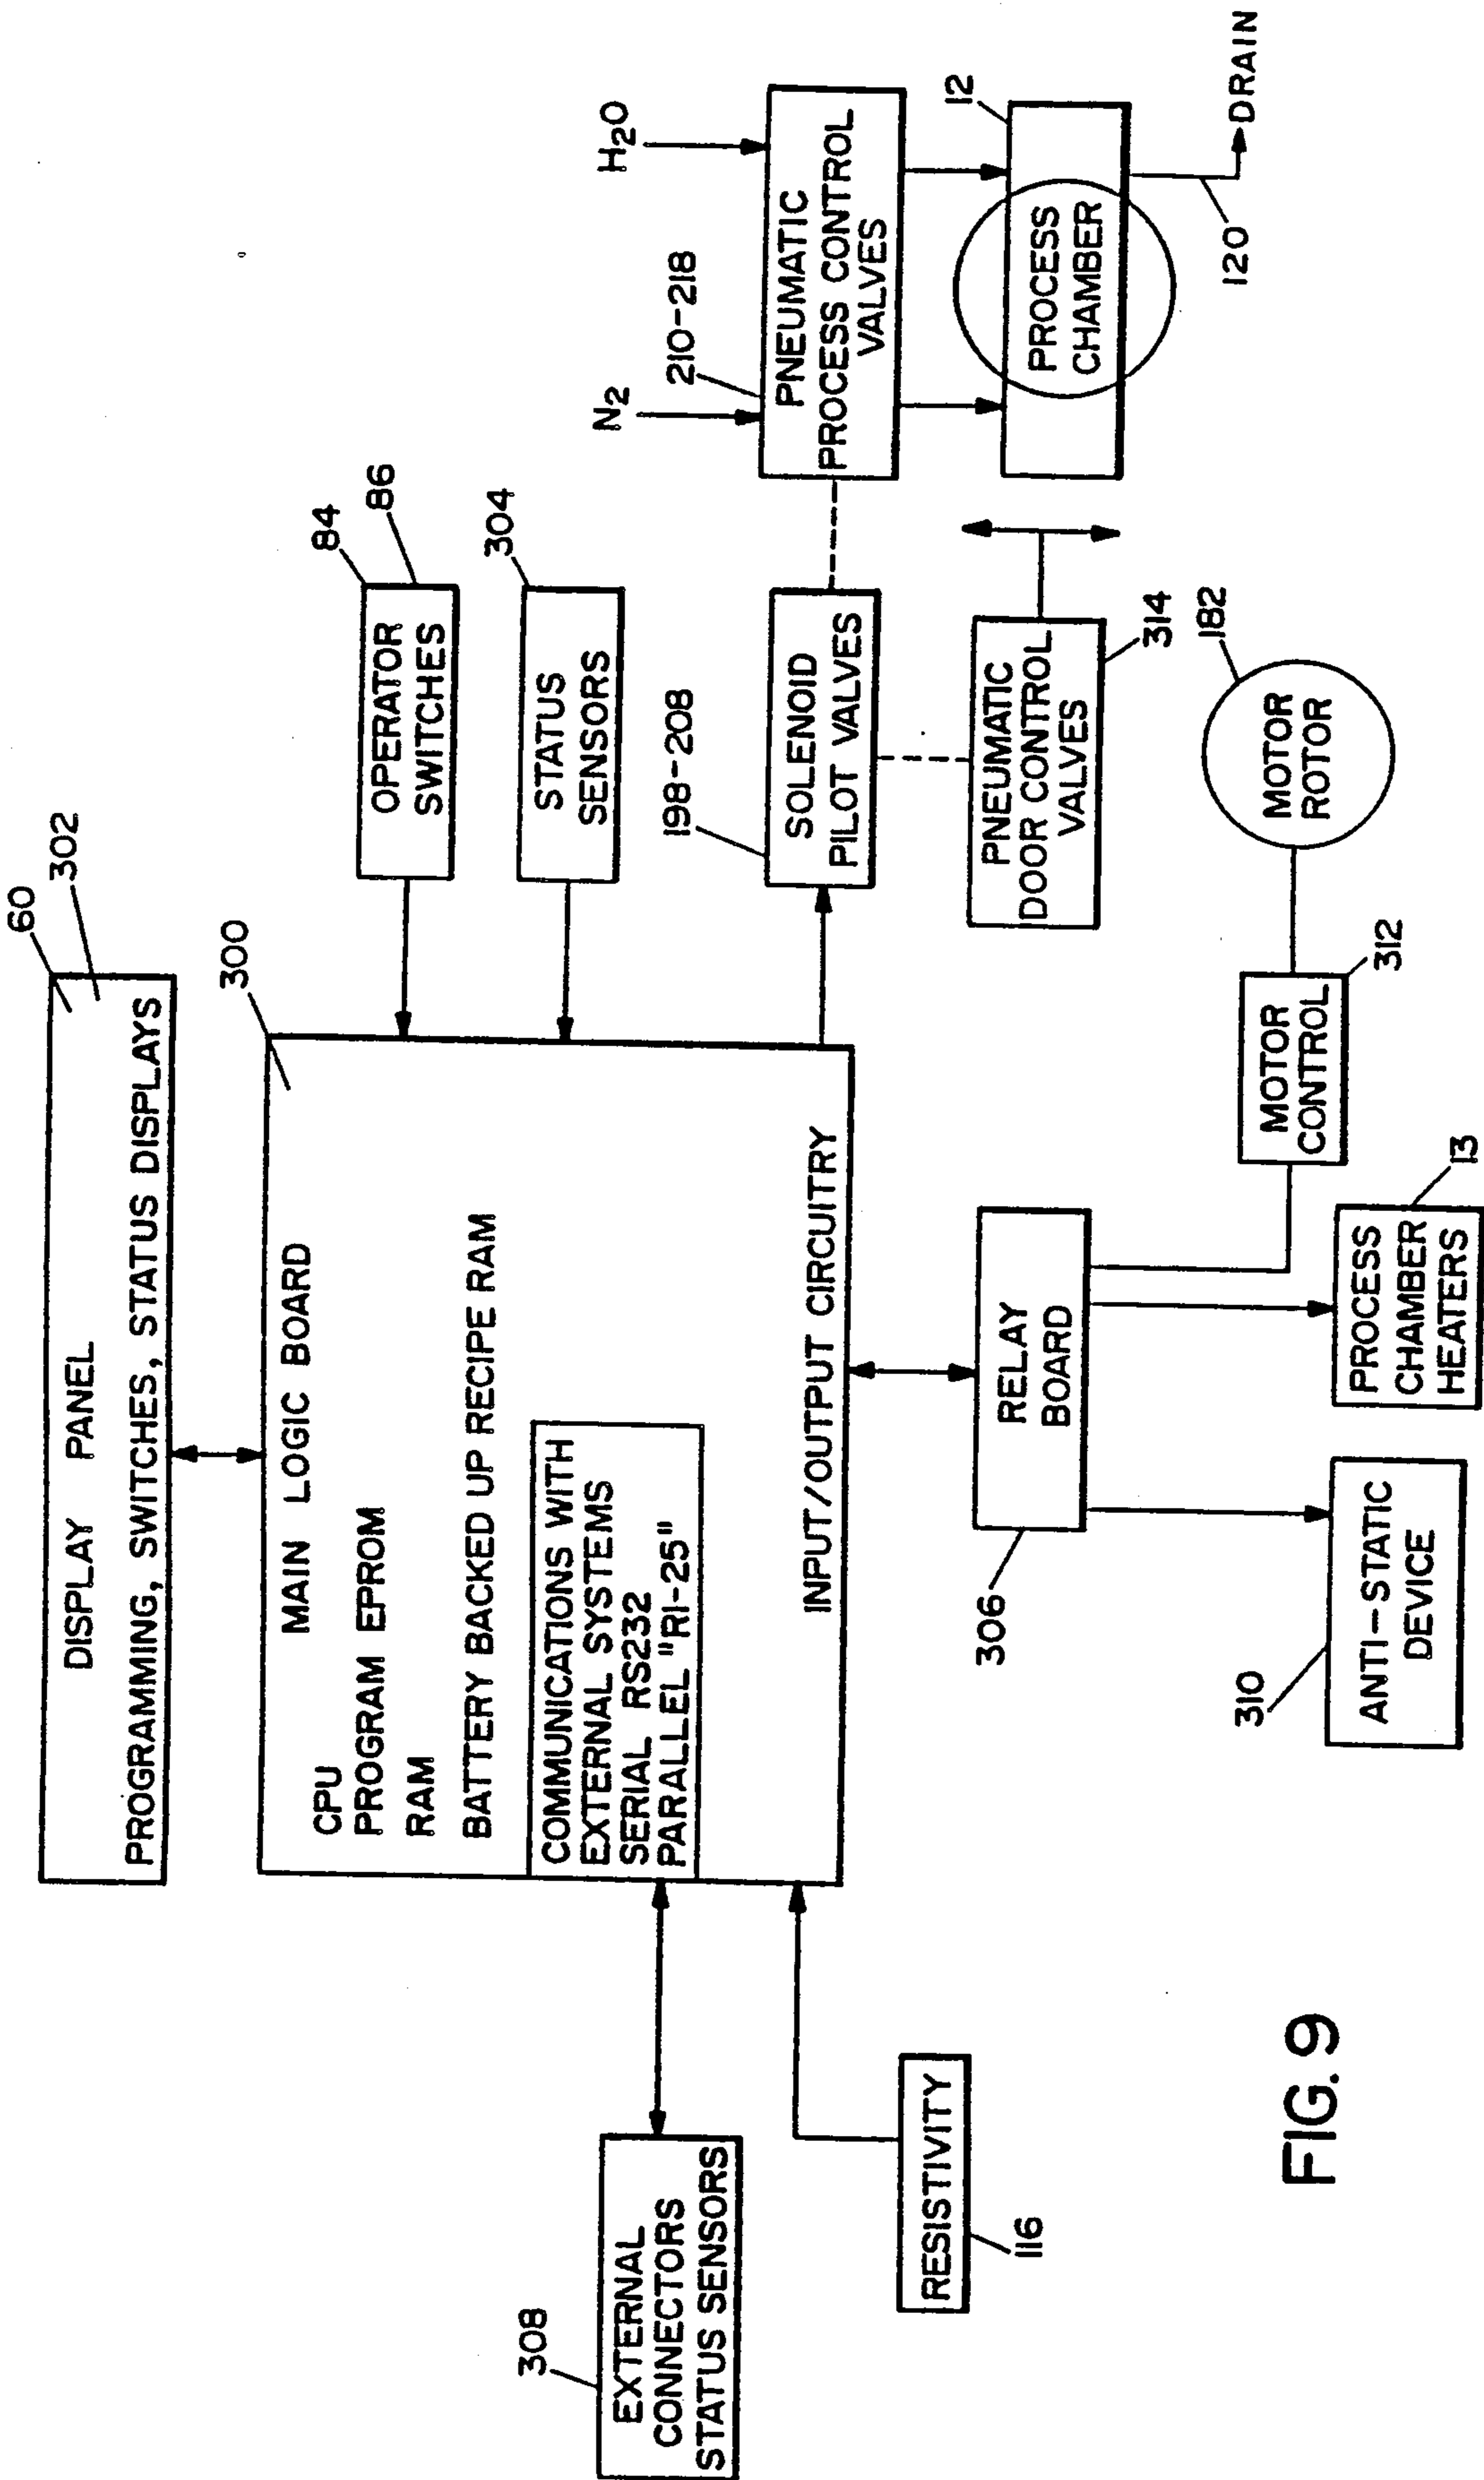 60
302
DISPLAY PANEL
PROGRAMMING, SWITCHES, STATUS DISPLAYS
300
MAIN LOGIC BOARD
CPU
PROGRAM EPROM
RAM
BATTERY BACKED UP RECIPE RAM
COMMUNICATIONS WITH
EXTERNAL SYSTEMS
SERIAL RS232
PARALLEL "RI-25"
INPUT/OUTPUT CIRCUITRY
308
EXTERNAL
CONNECTORS
STATUS SENSORS
RESISTIVITY
116
84
86
OPERATOR
SWITCHES
304
STATUS
SENSORS
198-208
SOLENOID
PILOT VALVES
N2
H2O
210-218
PNEUMATIC
PROCESS CONTROL
VALVES
12
PROCESS
CHAMBER
120
DRAIN
PNEUMATIC
DOOR CONTROL
VALVES
314
182
MOTOR
ROTOR
MOTOR
CONTROL
312
RELAY
BOARD
306
310
ANTI-STATIC
DEVICE
PROCESS
CHAMBER
HEATERS
13
FIG. 9